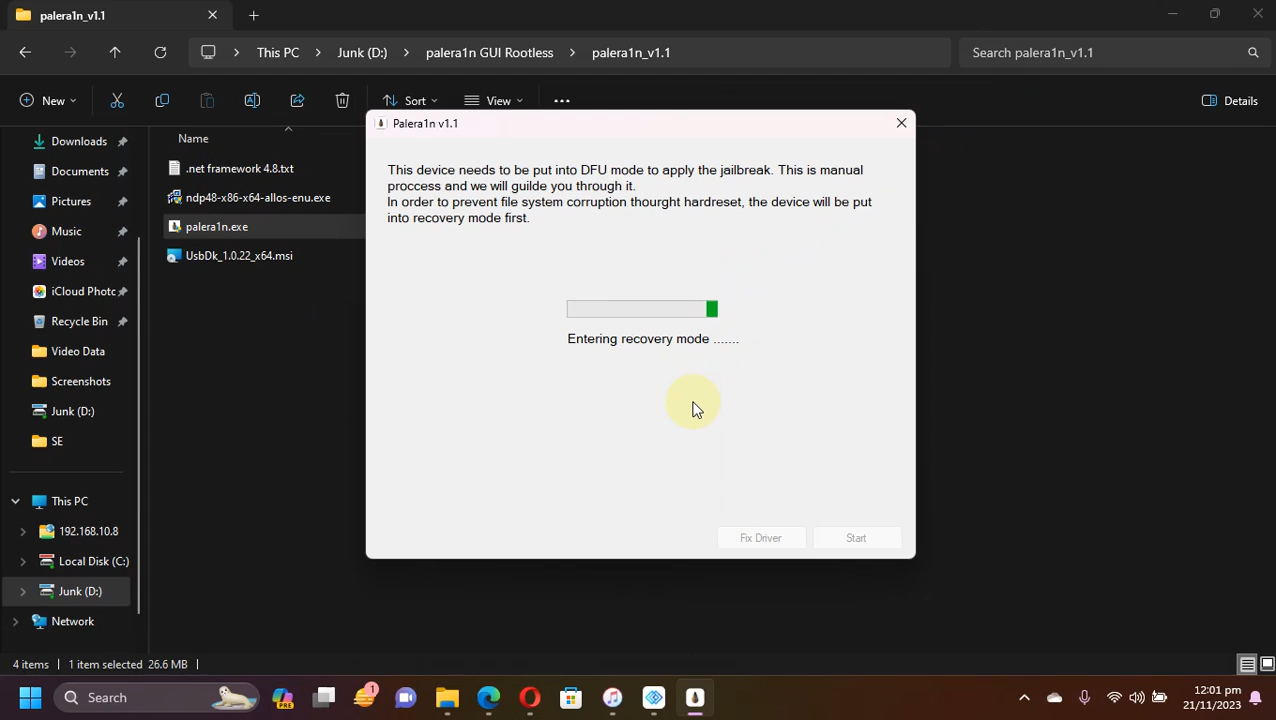 palera1n_v1.1
This PC
Junk (D:)
palera1n GUI Rootless
palera1n_v1.1
Search palera1n_v1.1
New
Sort
View
Details
Downloads
Documents
Pictures
Music
Videos
iCloud Photc
Recycle Bin
Video Data
Screenshots
Junk (D:)
SE
This PC
192.168.10.8
Local Disk (C:)
Junk (D:)
Network
Name
.net framework 4.8.txt
ndp48-x86-x64-allos-enu.exe
palera1n.exe
UsbDk_1.0.22_x64.msi
Palera1n v1.1
This device needs to be put into DFU mode to apply the jailbreak. This is manual
proccess and we will guilde you through it.
In order to prevent file system corruption thourght hardreset, the device will be put
into recovery mode first.
Entering recovery mode .......
Fix Driver
Start
4 items
1 item selected 26.6 MB
Search
PRE
1
12:01 pm
21/11/2023